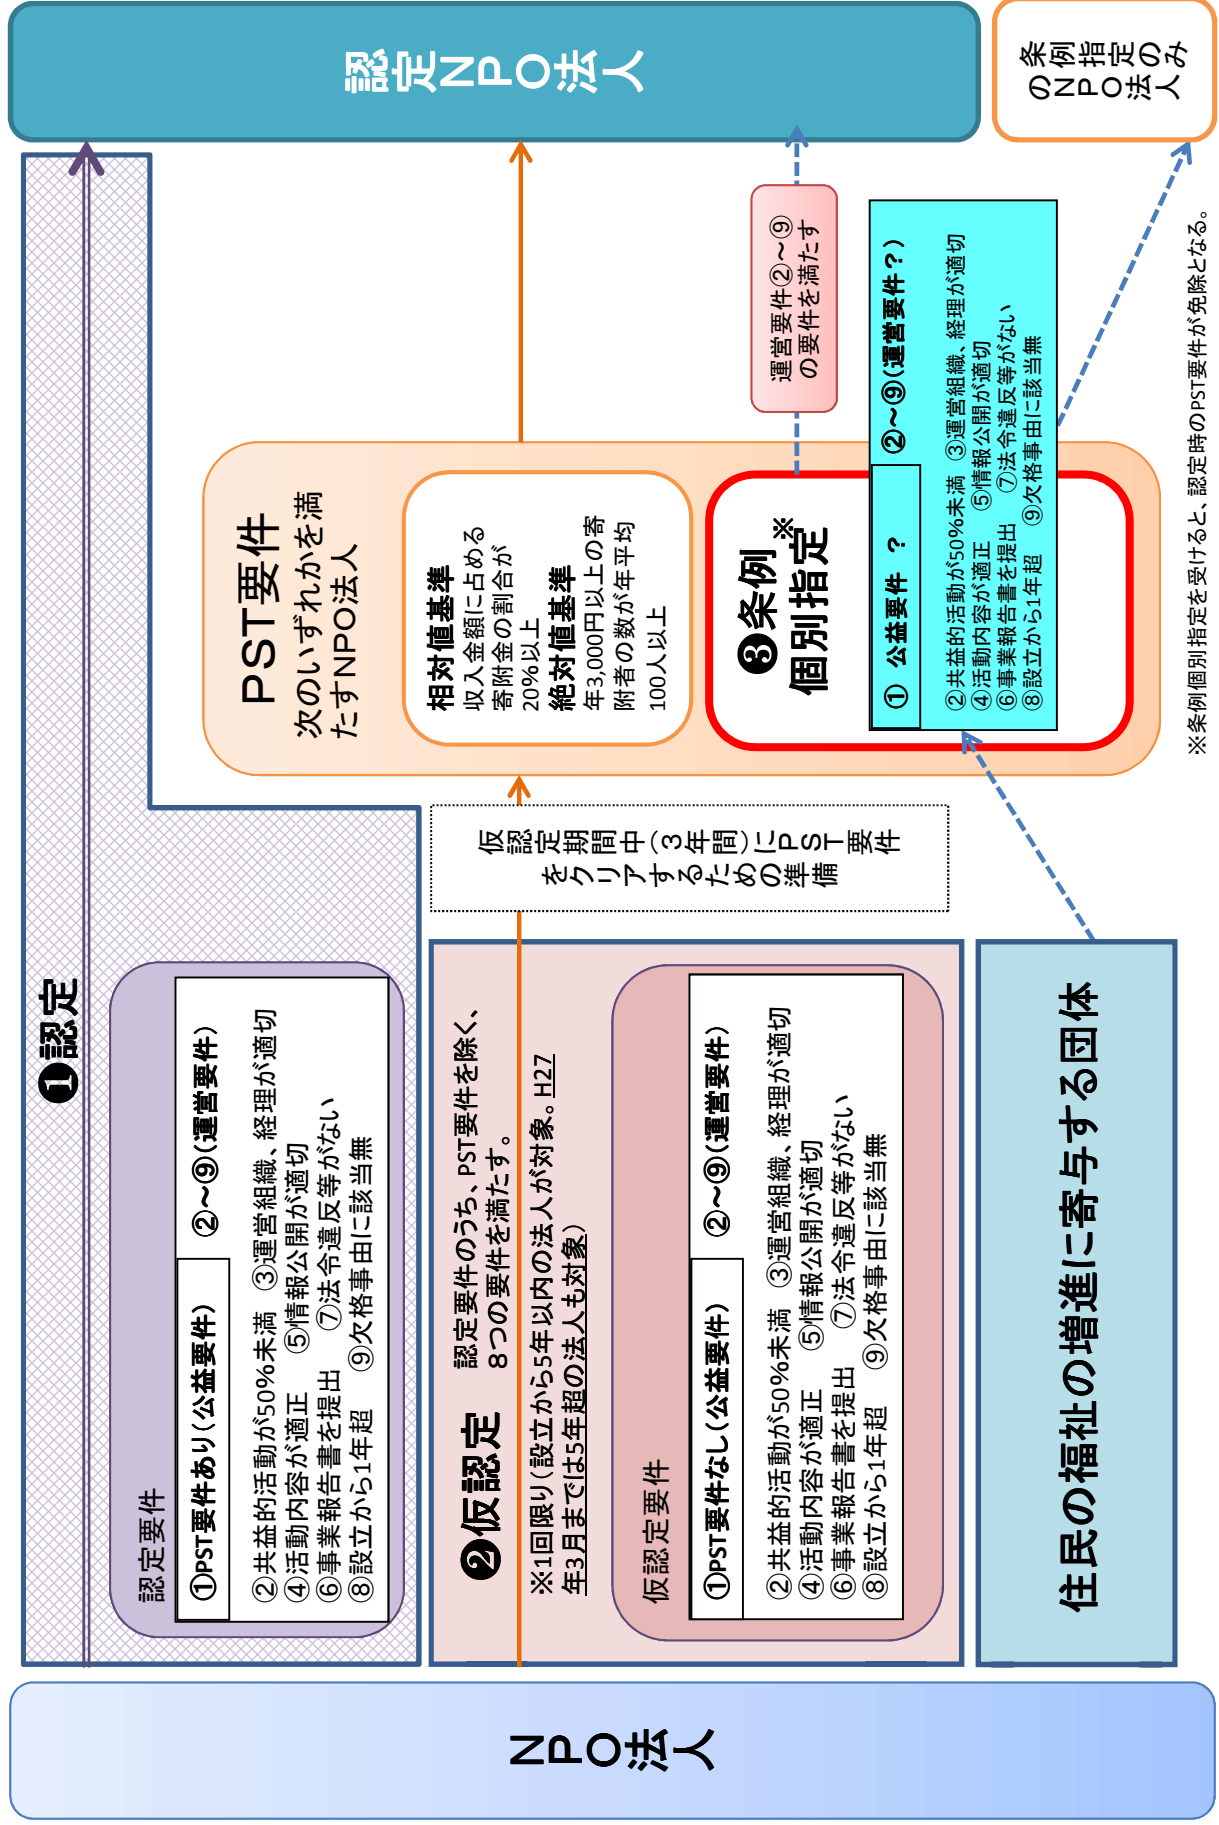 NPO法人
❶認定
認定要件
①PST要件あり(公益要件)
②～⑨(運営要件)
②共益的活動が50%未満 ③運営組織、経理が適切
④活動内容が適正 ⑤情報公開が適切
⑥事業報告書を提出 ⑦法令違反等がない
⑧設立から1年超 ⑨欠格事由に該当無
❷仮認定
認定要件のうち、PST要件を除く、
8つの要件を満たす。
※1回限り(設立から5年以内の法人が対象。H27
年3月までは5年超の法人も対象)
仮認定要件
①PST要件なし(公益要件)
②～⑨(運営要件)
②共益的活動が50%未満 ③運営組織、経理が適切
④活動内容が適正 ⑤情報公開が適切
⑥事業報告書を提出 ⑦法令違反等がない
⑧設立から1年超 ⑨欠格事由に該当無
住民の福祉の増進に寄与する団体
仮認定期間中(3年間)にPST要件
をクリアするための準備
PST要件
次のいずれかを満
たすNPO法人
相対値基準
収入金額に占める
寄附金の割合が
20%以上
絶対値基準
年3,000円以上の寄
附者の数が年平均
100人以上
❸条例
個別指定※
① 公益要件 ?
②～⑨(運営要件?)
②共益的活動が50%未満 ③運営組織、経理が適切
④活動内容が適正 ⑤情報公開が適切
⑥事業報告書を提出 ⑦法令違反等がない
⑧設立から1年超 ⑨欠格事由に該当無
運営要件②～⑨
の要件を満たす
認定NPO法人
条例指定のみ
のNPO法人
※条例個別指定を受けると、認定時のPST要件が免除となる。